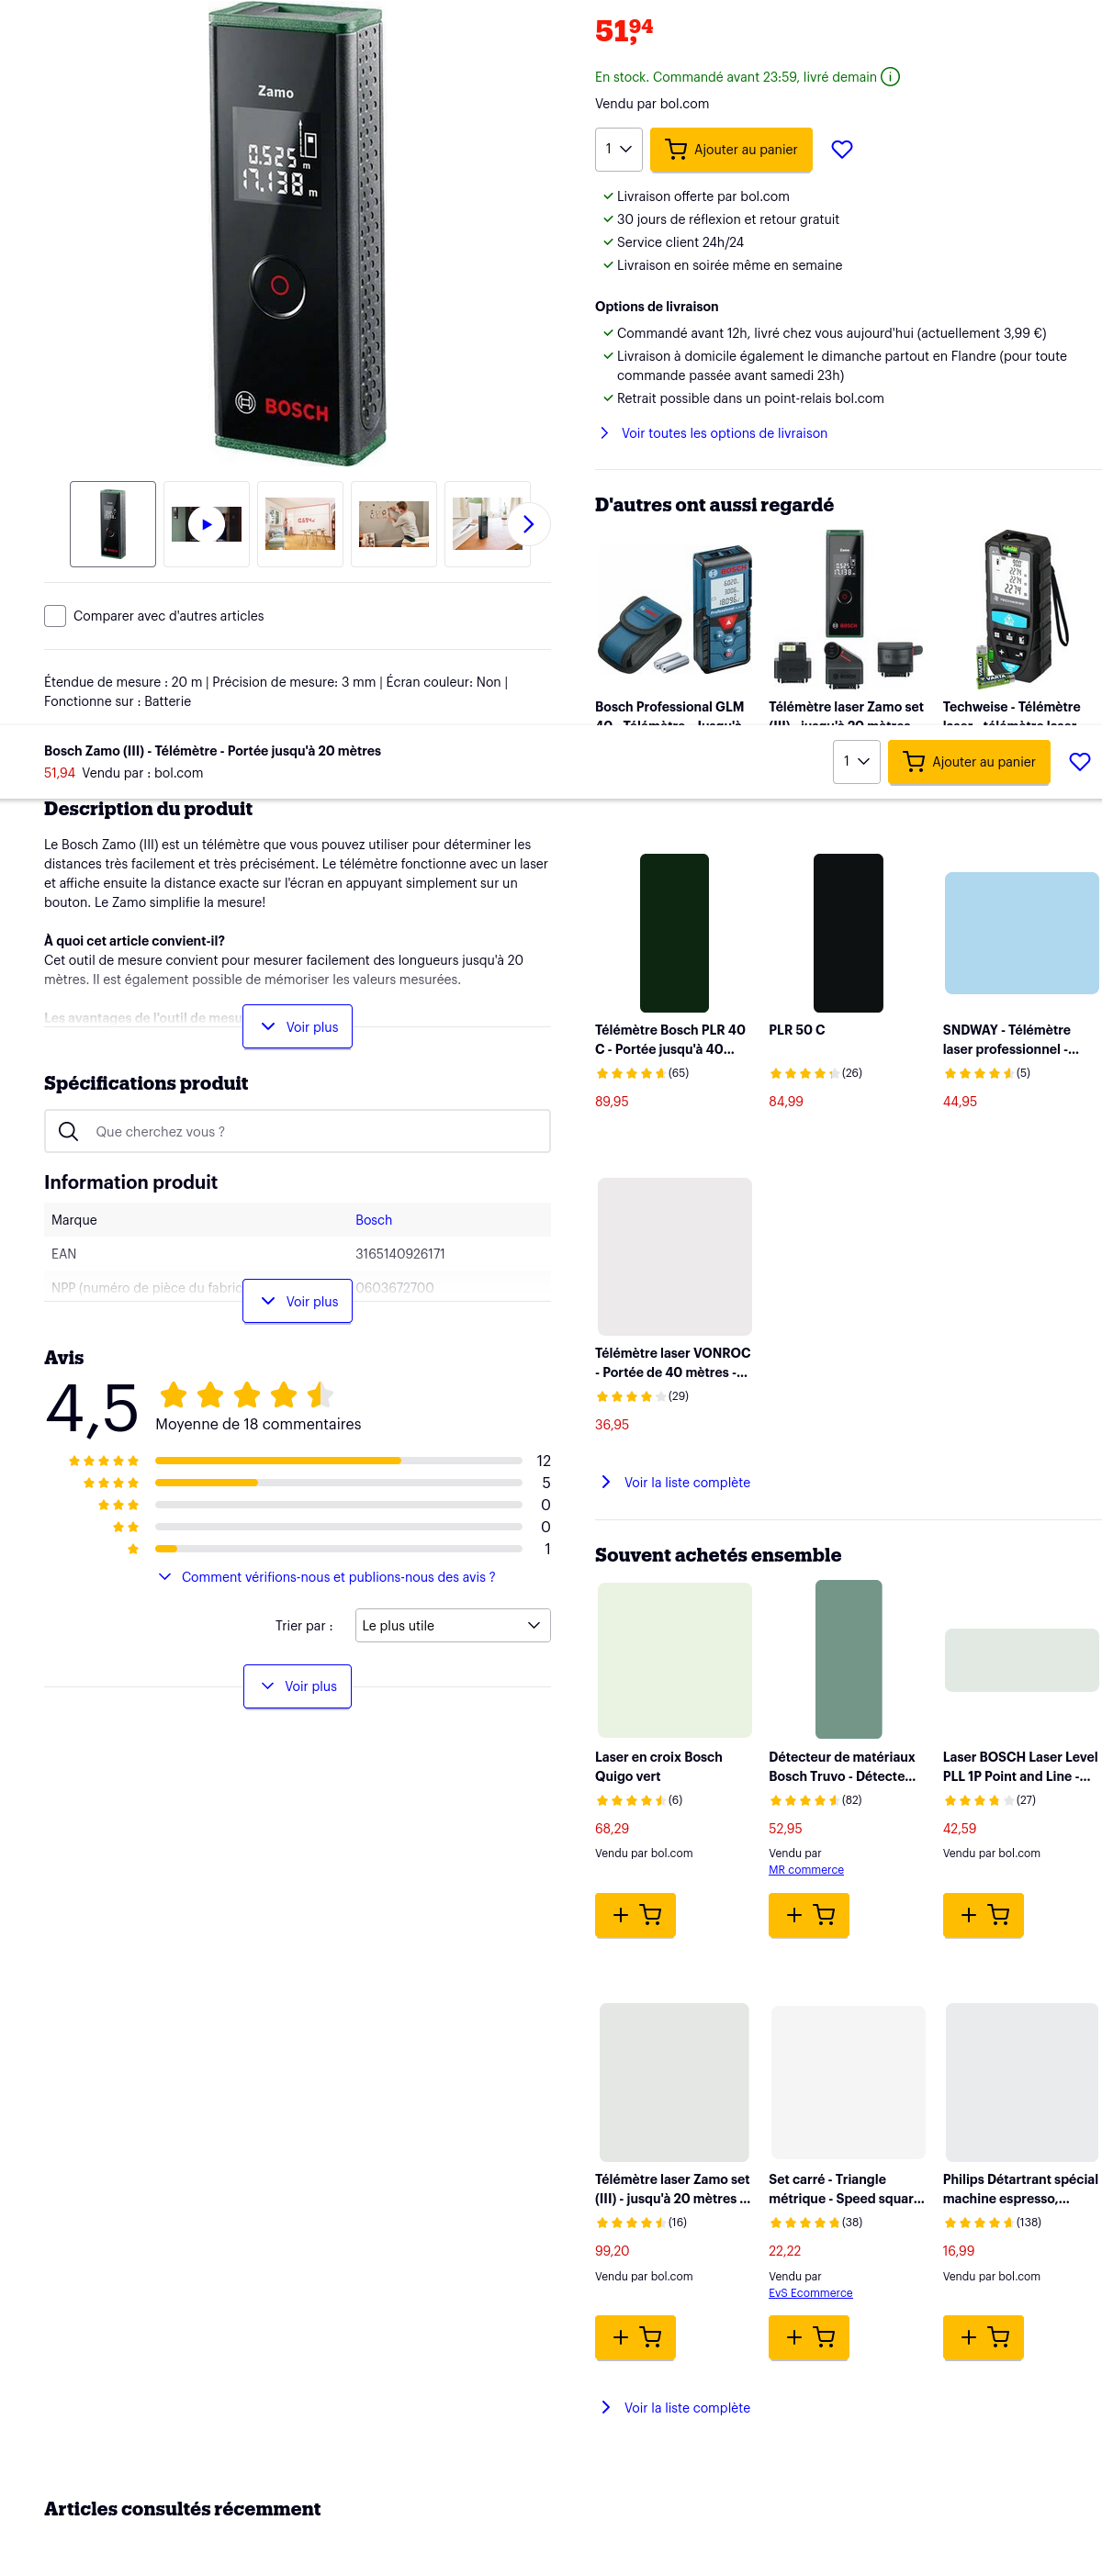 Zamo
0.525 m
17.138 m
BOSCH
Comparer avec d'autres articles
Étendue de mesure : 20 m | Précision de mesure: 3 mm | Écran couleur: Non |
Fonctionne sur : Batterie
51,94
En stock. Commandé avant 23:59, livré demain
Vendu par bol.com
1
Ajouter au panier
Livraison offerte par bol.com
30 jours de réflexion et retour gratuit
Service client 24h/24
Livraison en soirée même en semaine
Options de livraison
Commandé avant 12h, livré chez vous aujourd'hui (actuellement 3,99 €)
Livraison à domicile également le dimanche partout en Flandre (pour toute
commande passée avant samedi 23h)
Retrait possible dans un point-relais bol.com
Voir toutes les options de livraison
D'autres ont aussi regardé
Bosch Professional GLM
40 - Télémètre - Jusqu'à
Télémètre laser Zamo set
(III) - jusqu'à 20 mètres
Techweise - Télémètre
laser - télémètre laser
Bosch Zamo (III) - Télémètre - Portée jusqu'à 20 mètres
51,94 Vendu par : bol.com
1
Ajouter au panier
Description du produit
Le Bosch Zamo (III) est un télémètre que vous pouvez utiliser pour déterminer les
distances très facilement et très précisément. Le télémètre fonctionne avec un laser
et affiche ensuite la distance exacte sur l'écran en appuyant simplement sur un
bouton. Le Zamo simplifie la mesure!
À quoi cet article convient-il?
Cet outil de mesure convient pour mesurer facilement des longueurs jusqu'à 20
mètres. Il est également possible de mémoriser les valeurs mesurées.
Les avantages de l'outil de mesu
Voir plus
Spécifications produit
Que cherchez vous ?
Information produit
Marque Bosch
EAN 3165140926171
NPP (numéro de pièce du fabric 0603672700
Voir plus
Avis
4,5
Moyenne de 18 commentaires
12
5
0
0
1
Comment vérifions-nous et publions-nous des avis ?
Trier par :
Le plus utile
Voir plus
Télémètre Bosch PLR 40
C - Portée jusqu'à 40...
(65)
89,95
PLR 50 C
(26)
84,99
SNDWAY - Télémètre
laser professionnel -...
(5)
44,95
Télémètre laser VONROC
- Portée de 40 mètres -...
(29)
36,95
Voir la liste complète
Souvent achetés ensemble
Laser en croix Bosch
Quigo vert
(6)
68,29
Vendu par bol.com
Détecteur de matériaux
Bosch Truvo - Détecte...
(82)
52,95
Vendu par
MR commerce
Laser BOSCH Laser Level
PLL 1P Point and Line -...
(27)
42,59
Vendu par bol.com
Télémètre laser Zamo set
(III) - jusqu'à 20 mètres ...
(16)
99,20
Vendu par bol.com
Set carré - Triangle
métrique - Speed squar...
(38)
22,22
Vendu par
EvS Ecommerce
Philips Détartrant spécial
machine espresso,...
(138)
16,99
Vendu par bol.com
Voir la liste complète
Articles consultés récemment